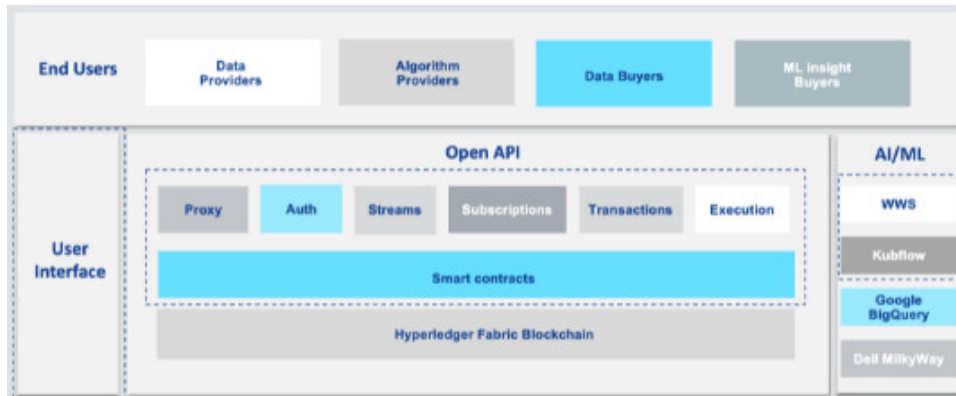 End Users
Data
Providers
Algorithm
Providers
Data Buyers
ML insight
Buyers
User
Interface
Open API
Proxy
Auth
Streams
Subscriptions
Transactions
Execution
Smart contracts
Hyperledger Fabric Blockchain
AI/ML
WWS
Kubflow
Google
BigQuery
Dell MilkyWay